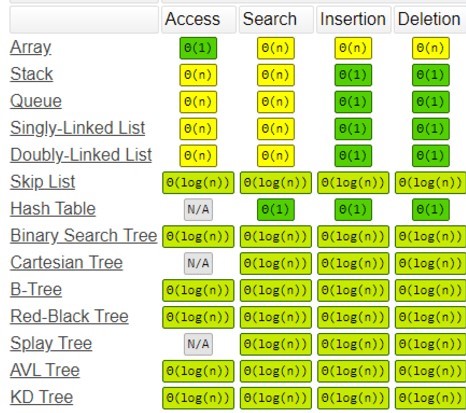 Access Search Insertion Deletion
Array Θ(1) Θ(n) Θ(n) Θ(n)
Stack Θ(n) Θ(n) Θ(1) Θ(1)
Queue Θ(n) Θ(n) Θ(1) Θ(1)
Singly-Linked List Θ(n) Θ(n) Θ(1) Θ(1)
Doubly-Linked List Θ(n) Θ(n) Θ(1) Θ(1)
Skip List Θ(log(n)) Θ(log(n)) Θ(log(n)) Θ(log(n))
Hash Table N/A Θ(1) Θ(1) Θ(1)
Binary Search Tree Θ(log(n)) Θ(log(n)) Θ(log(n)) Θ(log(n))
Cartesian Tree N/A Θ(log(n)) Θ(log(n)) Θ(log(n))
B-Tree Θ(log(n)) Θ(log(n)) Θ(log(n)) Θ(log(n))
Red-Black Tree Θ(log(n)) Θ(log(n)) Θ(log(n)) Θ(log(n))
Splay Tree N/A Θ(log(n)) Θ(log(n)) Θ(log(n))
AVL Tree Θ(log(n)) Θ(log(n)) Θ(log(n)) Θ(log(n))
KD Tree Θ(log(n)) Θ(log(n)) Θ(log(n)) Θ(log(n))